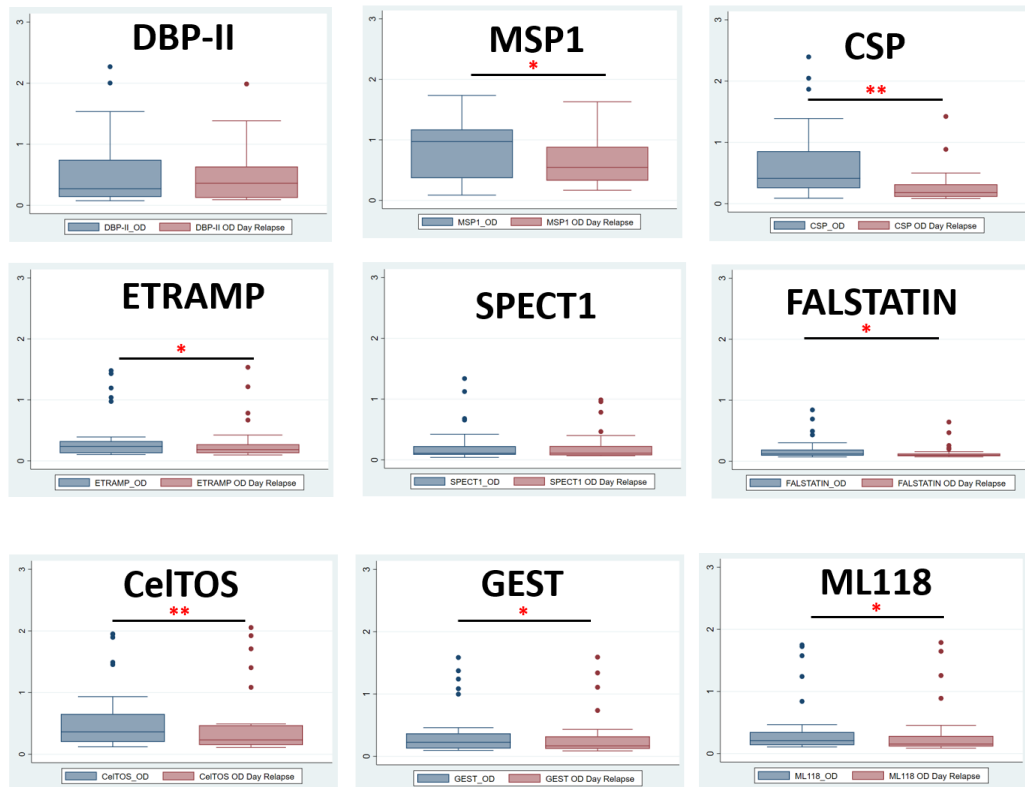 DBP-II
3
2
1
0
DBP-II_OD
DBP-II OD Day Relapse
MSP1
*
3
2
1
0
MSP1_OD
MSP1 OD Day Relapse
CSP
**
3
2
1
0
CSP_OD
CSP OD Day Relapse
ETRAMP
*
3
2
1
0
ETRAMP_OD
ETRAMP OD Day Relapse
SPECT1
3
2
1
0
SPECT1_OD
SPECT1 OD Day Relapse
FALSTATIN
*
3
2
1
0
FALSTATIN_OD
FALSTATIN OD Day Relapse
CelTOS
**
3
2
1
0
CelTOS_OD
CelTOS OD Day Relapse
GEST
*
3
2
1
0
GEST_OD
GEST OD Day Relapse
ML118
*
3
2
1
0
ML118_OD
ML118 OD Day Relapse